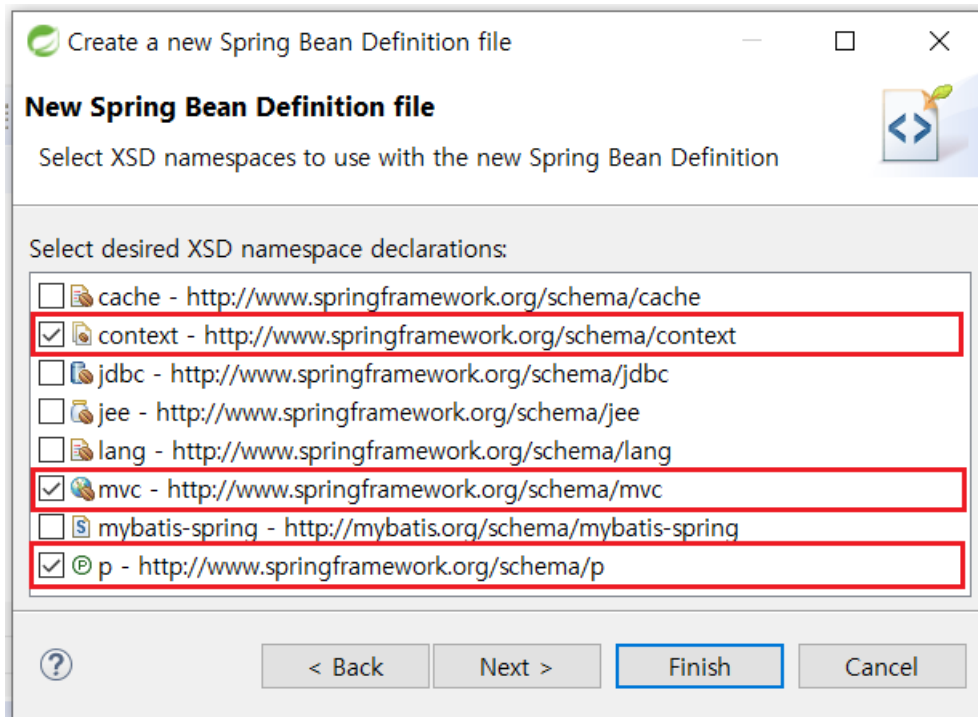 Create a new Spring Bean Definition file
New Spring Bean Definition file
Select XSD namespaces to use with the new Spring Bean Definition
Select desired XSD namespace declarations:
cache - http://www.springframework.org/schema/cache
context - http://www.springframework.org/schema/context
jdbc - http://www.springframework.org/schema/jdbc
jee - http://www.springframework.org/schema/jee
lang - http://www.springframework.org/schema/lang
mvc - http://www.springframework.org/schema/mvc
mybatis-spring - http://mybatis.org/schema/mybatis-spring
p - http://www.springframework.org/schema/p
< Back Next > Finish Cancel